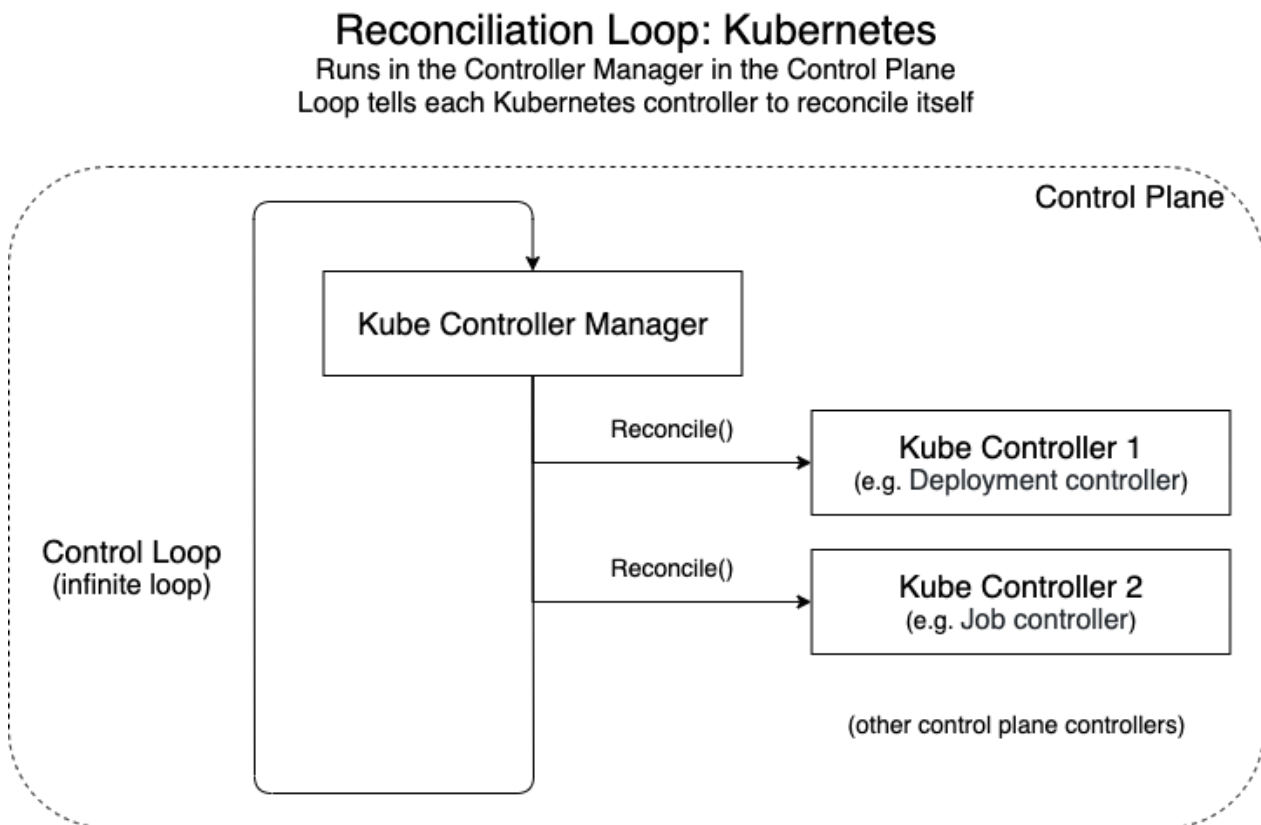 Reconciliation Loop: Kubernetes
Runs in the Controller Manager in the Control Plane
Loop tells each Kubernetes controller to reconcile itself
Control Plane
Kube Controller Manager
Reconcile()
Kube Controller 1
(e.g. Deployment controller)
Control Loop
(infinite loop)
Reconcile()
Kube Controller 2
(e.g. Job controller)
(other control plane controllers)